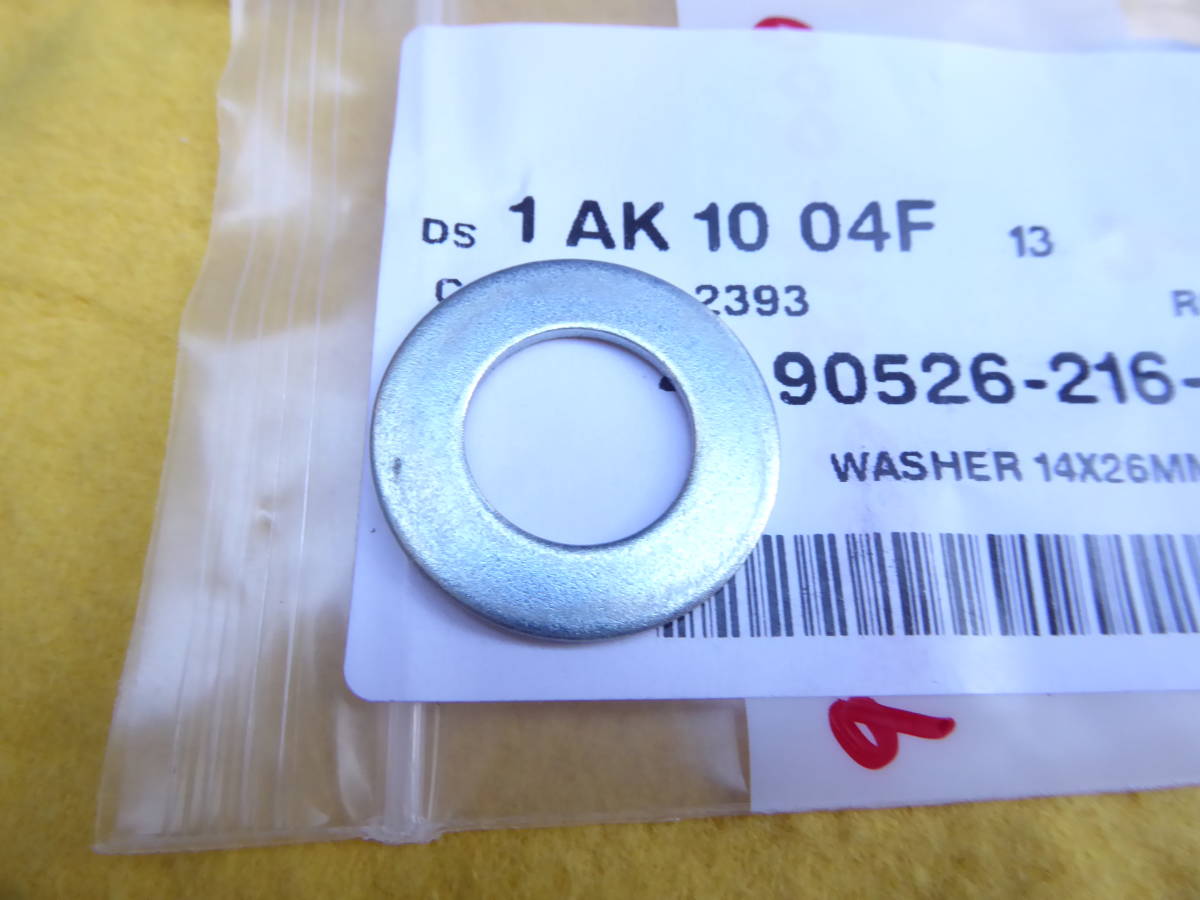 DS 1 AK 10 04F 13
C 2393 R
90526-216-
WASHER 14X26MM